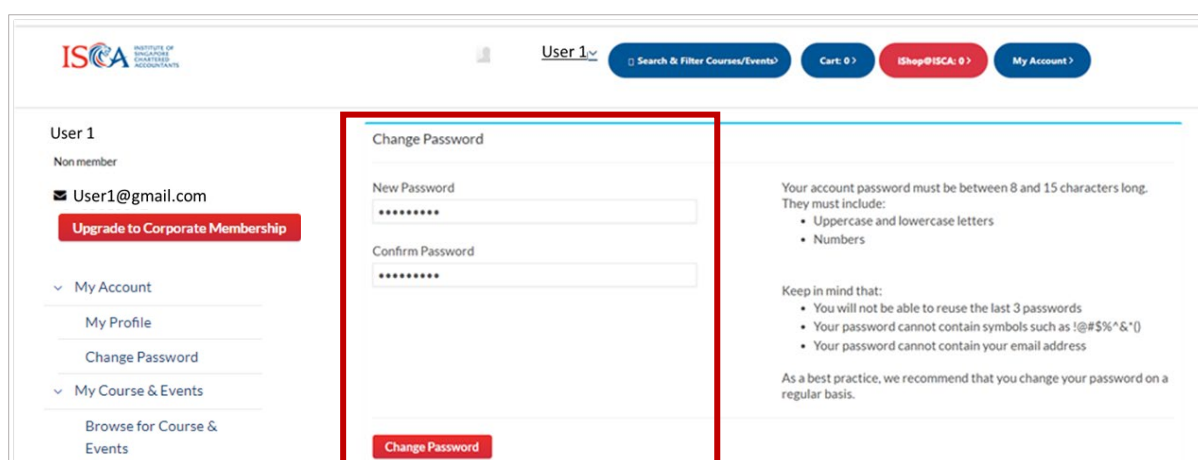 ISCA
INSTITUTE OF
SINGAPORE
CHARTERED
ACCOUNTANTS
User 1
Search & Filter Courses/Events>
Cart: 0 >
iShop@ISCA: 0 >
My Account >
User 1
Non member
User1@gmail.com
Upgrade to Corporate Membership
My Account
My Profile
Change Password
My Course & Events
Browse for Course &
Events
Change Password
New Password
•••••••••
Confirm Password
•••••••••
Change Password
Your account password must be between 8 and 15 characters long.
They must include:
• Uppercase and lowercase letters
• Numbers
Keep in mind that:
• You will not be able to reuse the last 3 passwords
• Your password cannot contain symbols such as !@#$%^&*()
• Your password cannot contain your email address
As a best practice, we recommend that you change your password on a
regular basis.